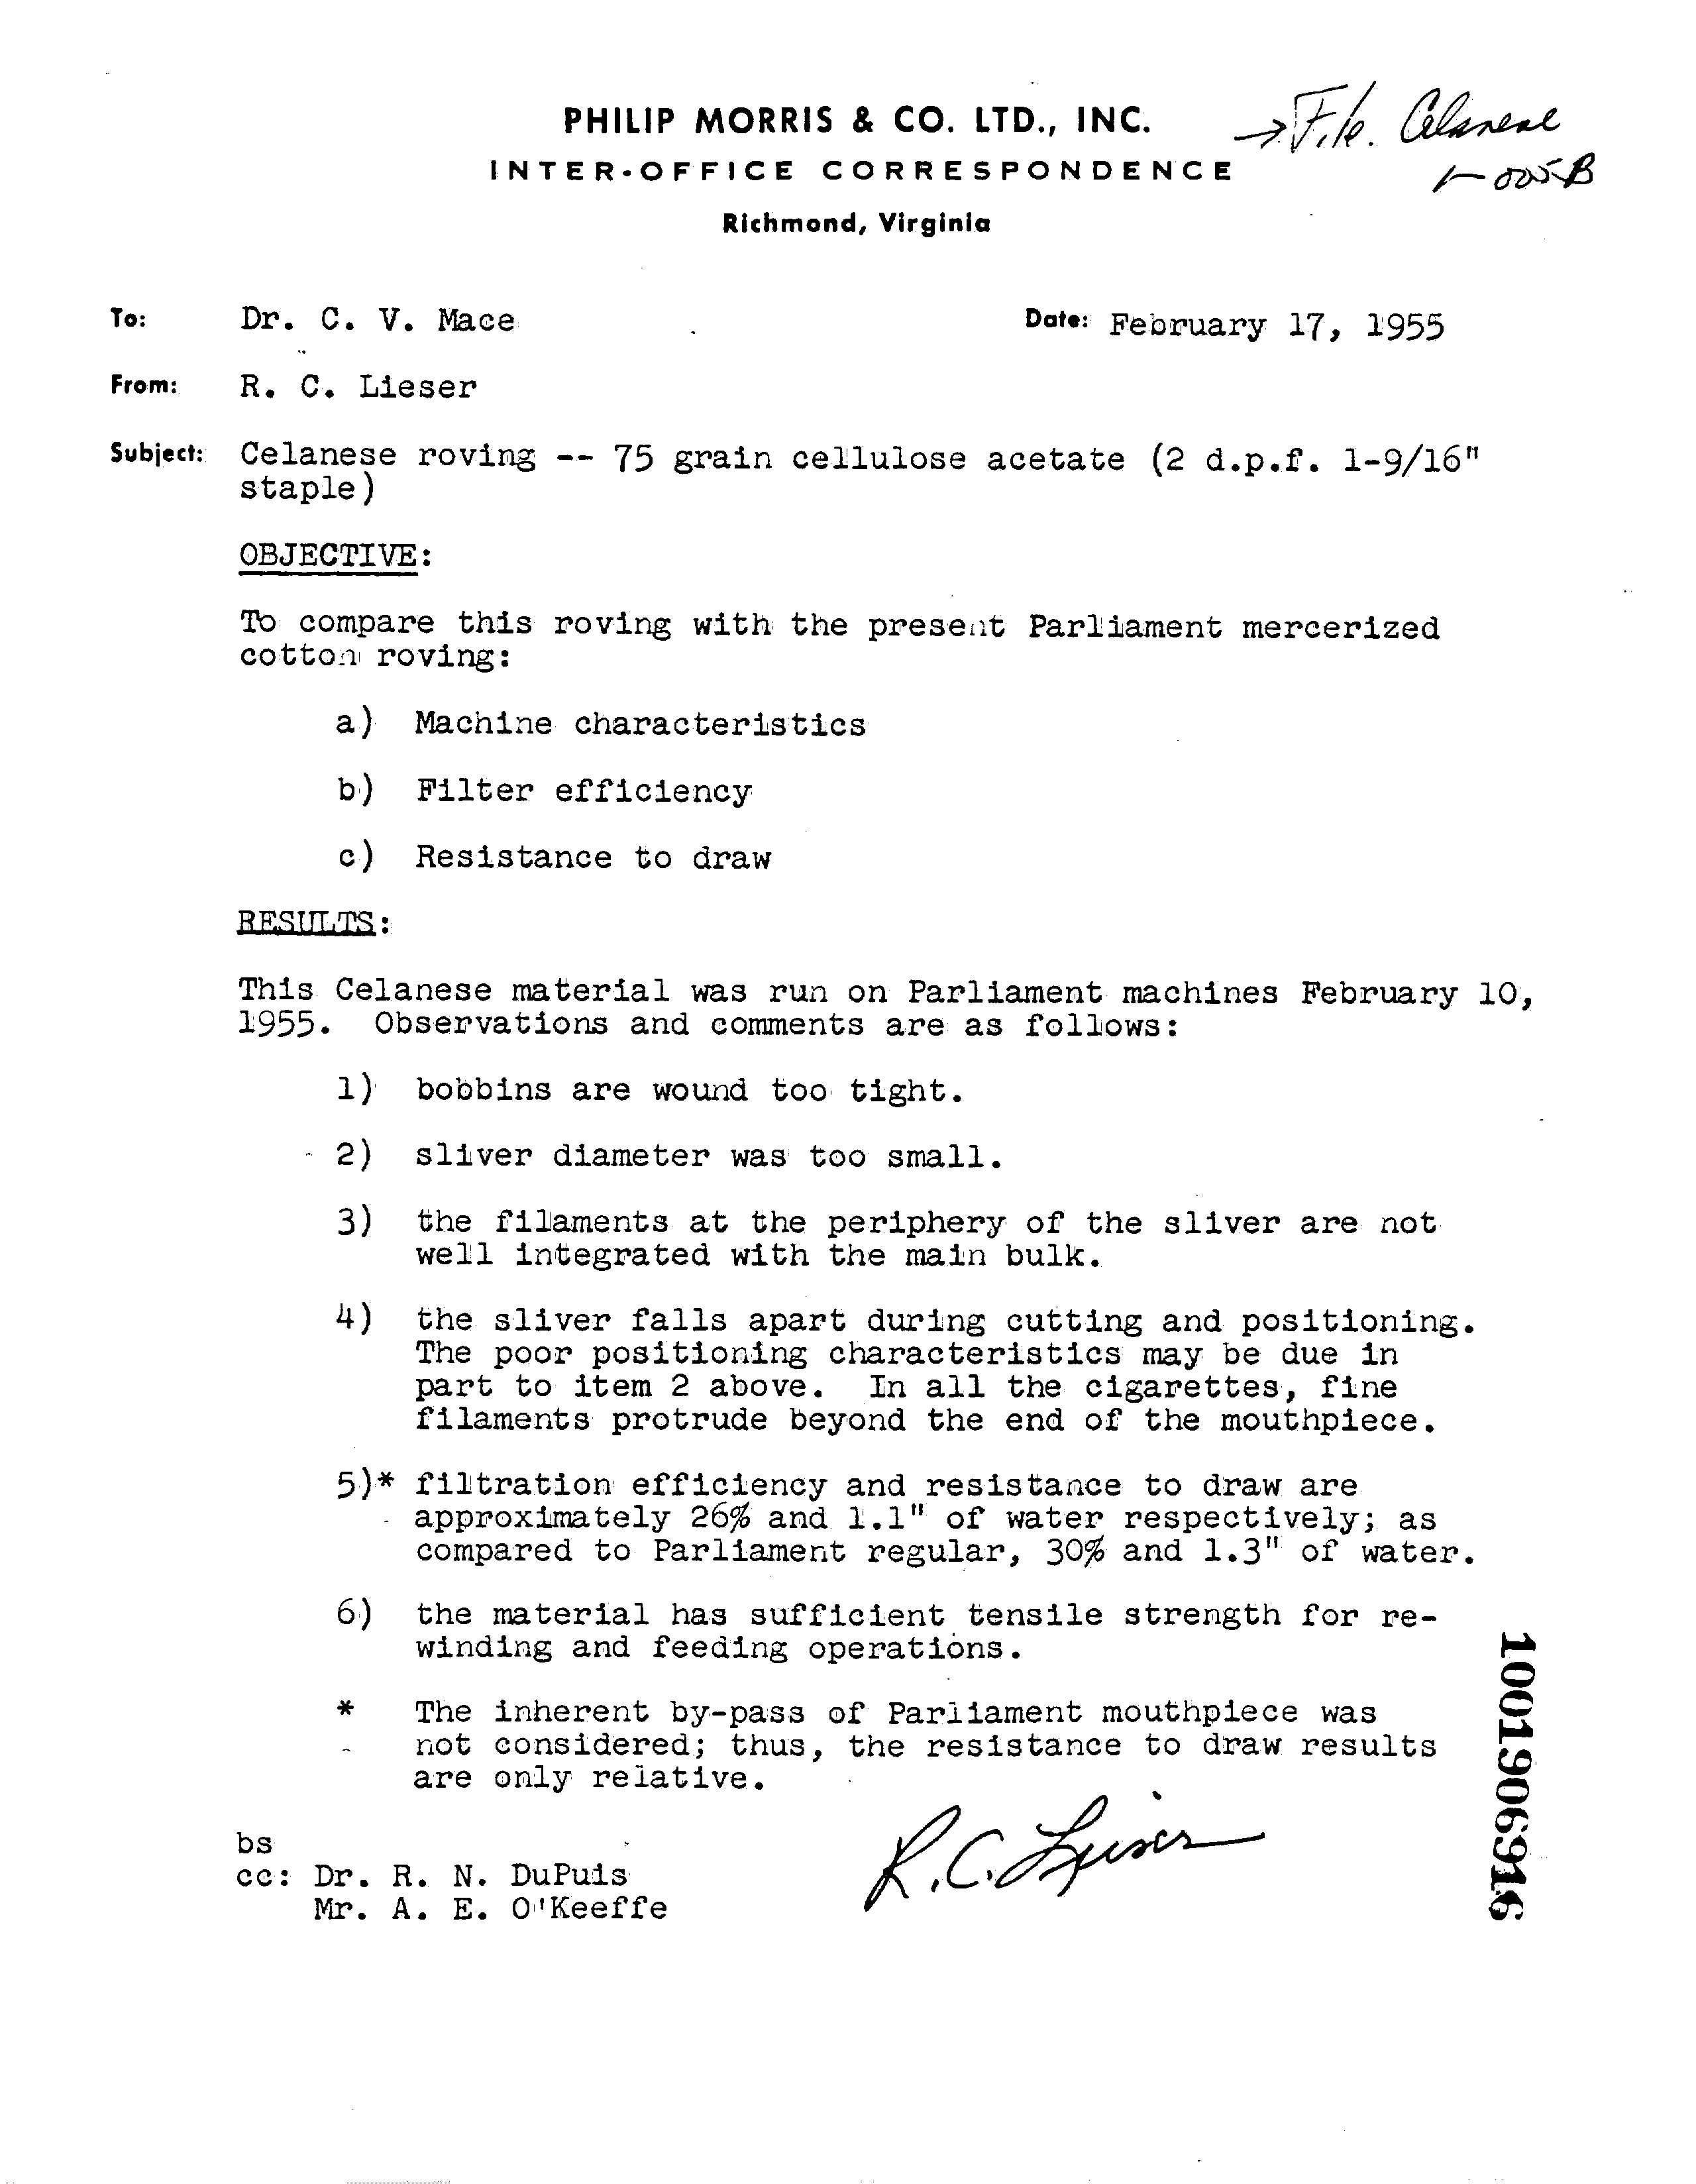 PHILIP MORRIS & CO. LTD., INC.
→ File. Celanese
INTER-OFFICE CORRESPONDENCE
1-005B
Richmond, Virginia
To: Dr. C. V. Mace
Date: February 17, 1955
From: R. C. Lieser
Subject: Celanese roving -- 75 grain cellulose acetate (2 d.p.f. 1-9/16"
staple)
OBJECTIVE:
To compare this roving with the present Parliament mercerized
cotton roving:
a) Machine characteristics
b) Filter efficiency
c) Resistance to draw
RESULTS:
This Celanese material was run on Parliament machines February 10,
1955. Observations and comments are as follows:
1) bobbins are wound too tight.
2) sliver diameter was too small.
3) the filaments at the periphery of the sliver are not
well integrated with the main bulk.
4) the sliver falls apart during cutting and positioning.
The poor positioning characteristics may be due in
part to item 2 above. In all the cigarettes, fine
filaments protrude beyond the end of the mouthpiece.
5)* filtration efficiency and resistance to draw are
approximately 26% and 1.1" of water respectively; as
compared to Parliament regular, 30% and 1.3" of water.
6) the material has sufficient tensile strength for re-
winding and feeding operations.
* The inherent by-pass of Parliament mouthpiece was
not considered; thus, the resistance to draw results
are only relative.
R. C. Lieser
bs
cc: Dr. R. N. DuPuis
Mr. A. E. O'Keeffe
1001906916